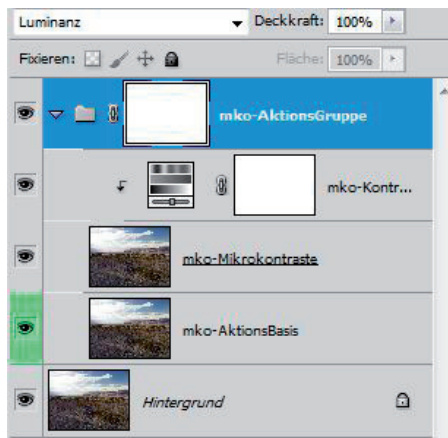 Luminanz Deckkraft: 100%
Fixieren: Fläche: 100%
mko-AktionsGruppe
mko-Kontr...
mko-Mikrokontraste
mko-AktionsBasis
Hintergrund